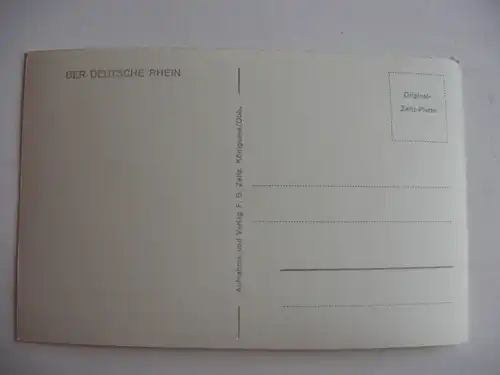 DER DEUTSCHE RHEIN
Original-
Zeitz-Photo
Aufnahme und Verlag F. G. Zeitz, Königssee/Obb.